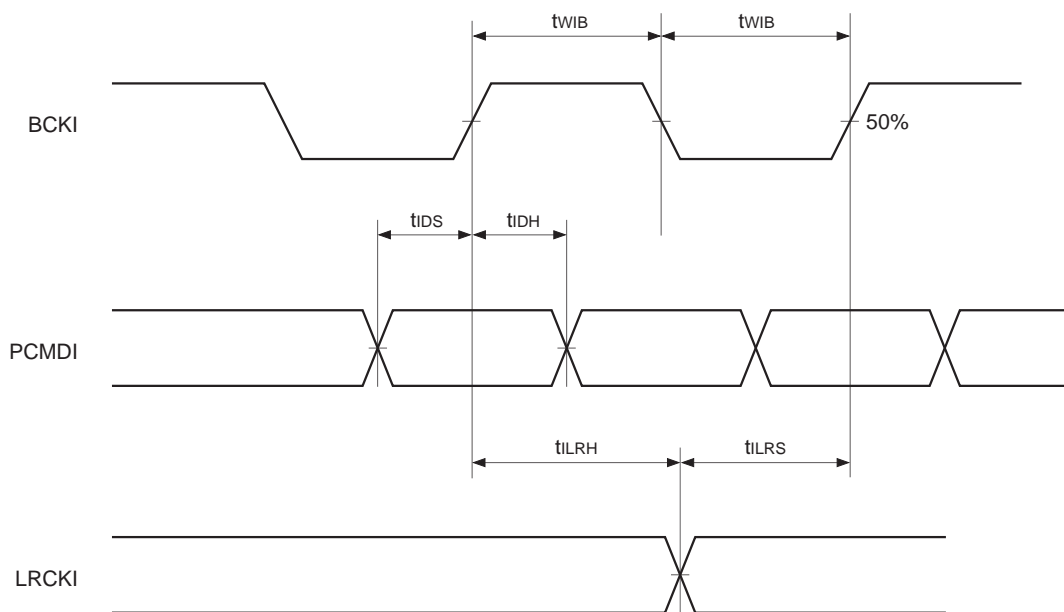 tWIB tWIB
BCKI
50%
tIDS tIDH
PCMDI
tILRH tILRS
LRCKI